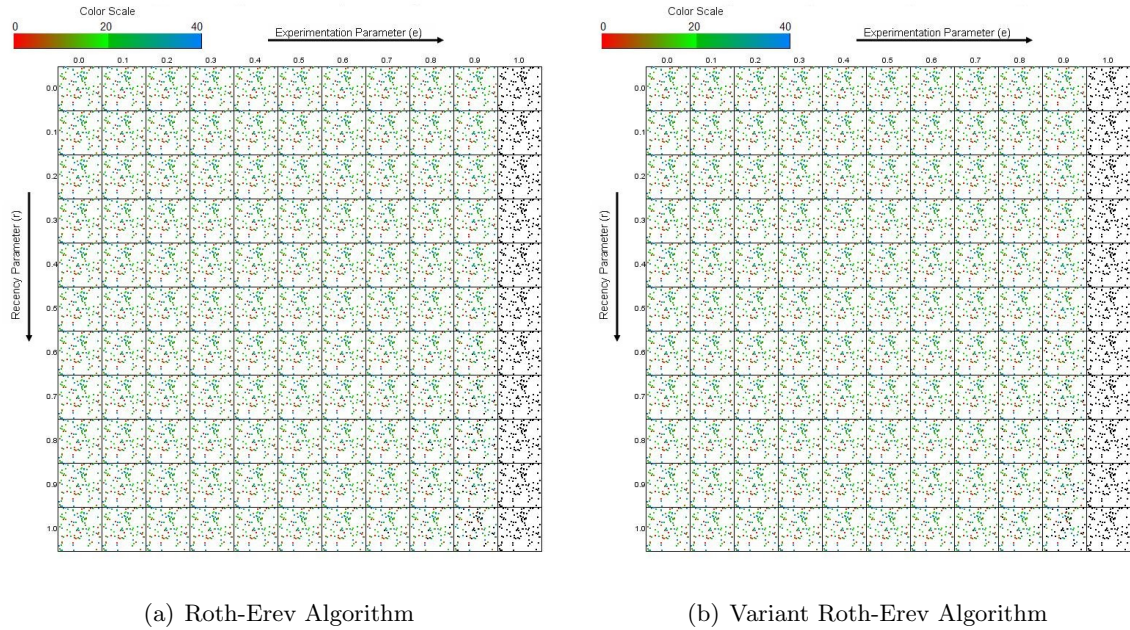 Color Scale
0 20 40
Experimentation Parameter (e)
0.0 0.1 0.2 0.3 0.4 0.5 0.6 0.7 0.8 0.9 1.0
0.0
0.1
0.2
0.3
0.4
0.5
0.6
0.7
0.8
0.9
1.0
Recency Parameter (r)
(a) Roth-Erev Algorithm
Color Scale
0 20 40
Experimentation Parameter (e)
0.0 0.1 0.2 0.3 0.4 0.5 0.6 0.7 0.8 0.9 1.0
0.0
0.1
0.2
0.3
0.4
0.5
0.6
0.7
0.8
0.9
1.0
Recency Parameter (r)
(b) Variant Roth-Erev Algorithm